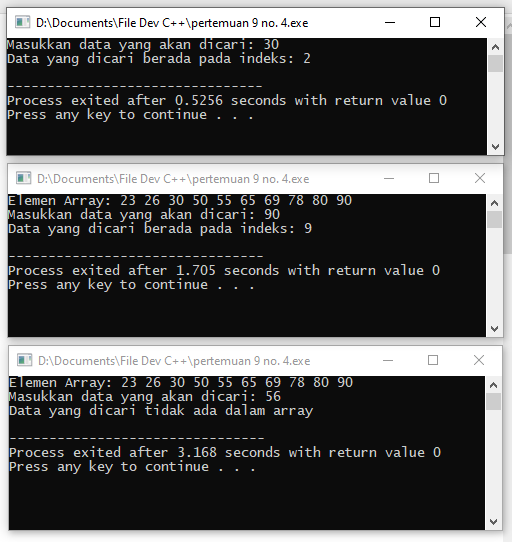 D:\Documents\File Dev C++\pertemuan 9 no. 4.exe
Masukkan data yang akan dicari: 30
Data yang dicari berada pada indeks: 2
--------------------------------
Process exited after 0.5256 seconds with return value 0
Press any key to continue . . .
D:\Documents\File Dev C++\pertemuan 9 no. 4.exe
Elemen Array: 23 26 30 50 55 65 69 78 80 90
Masukkan data yang akan dicari: 90
Data yang dicari berada pada indeks: 9
--------------------------------
Process exited after 1.705 seconds with return value 0
Press any key to continue . . .
D:\Documents\File Dev C++\pertemuan 9 no. 4.exe
Elemen Array: 23 26 30 50 55 65 69 78 80 90
Masukkan data yang akan dicari: 56
Data yang dicari tidak ada dalam array
--------------------------------
Process exited after 3.168 seconds with return value 0
Press any key to continue . . .